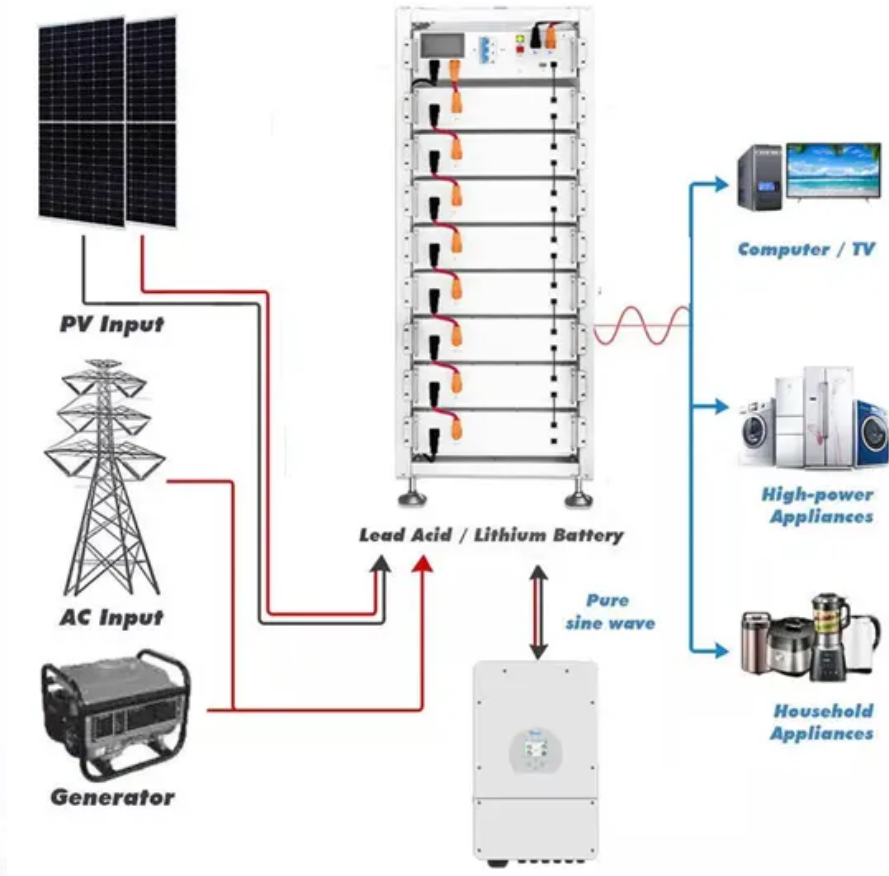 PV Input
AC Input
Generator
Lead Acid / Lithium Battery
Pure
sine wave
Computer / TV
High-power
Appliances
Household
Appliances